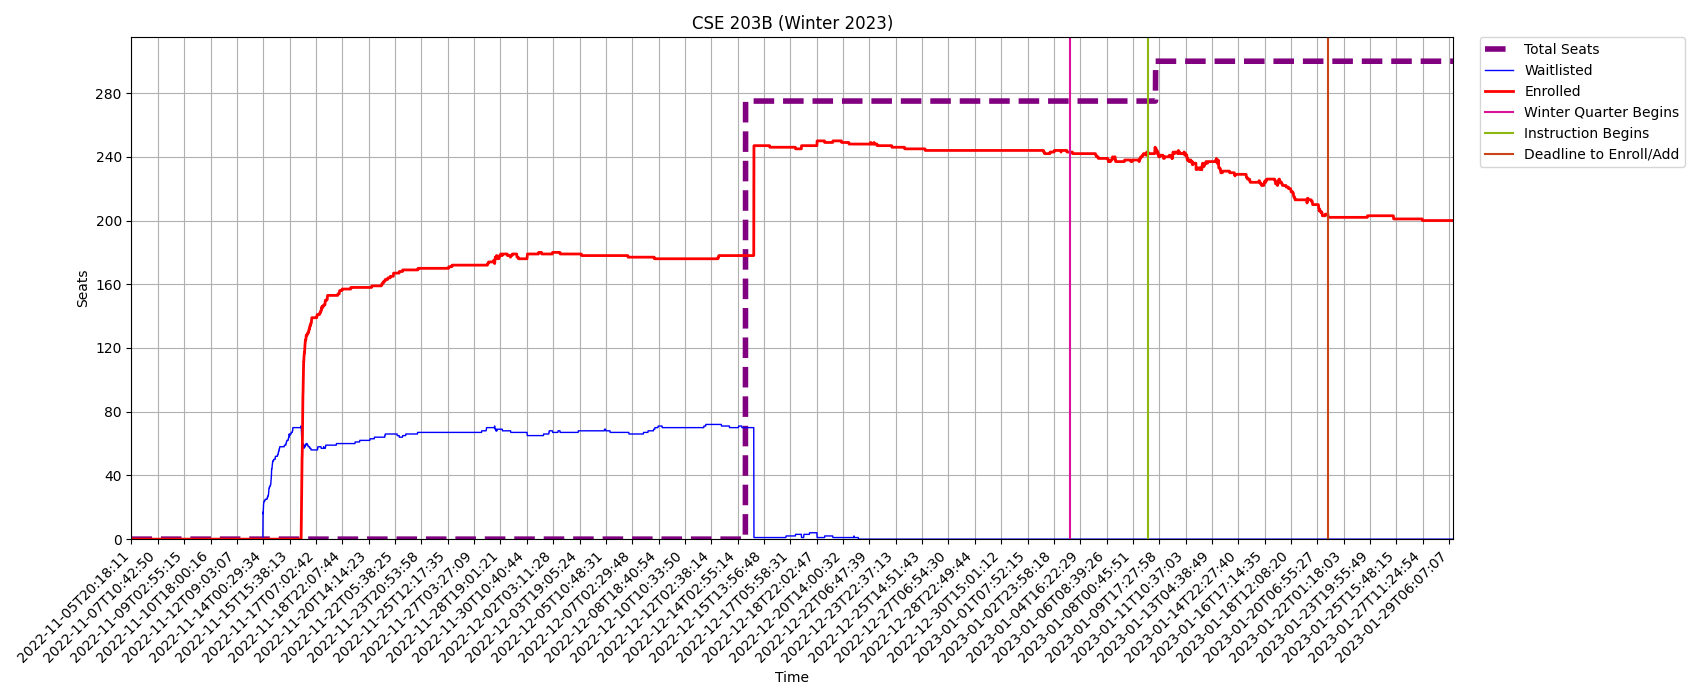 CSE 203B (Winter 2023)
Total Seats
Waitlisted
Enrolled
Winter Quarter Begins
Instruction Begins
Deadline to Enroll/Add
Seats
280
240
200
160
120
80
40
0
2022-11-05T20:18:11
2022-11-07T10:42:50
2022-11-09T02:55:15
2022-11-10T18:00:16
2022-11-12T09:03:07
2022-11-14T00:29:34
2022-11-15T15:38:13
2022-11-17T07:02:42
2022-11-18T22:07:44
2022-11-20T14:14:23
2022-11-22T05:38:25
2022-11-23T20:53:58
2022-11-25T12:17:35
2022-11-27T03:27:09
2022-11-28T19:01:21
2022-11-30T10:40:44
2022-12-02T03:11:28
2022-12-03T19:05:24
2022-12-05T10:48:31
2022-12-07T02:29:48
2022-12-08T18:40:54
2022-12-10T10:33:50
2022-12-12T02:38:14
2022-12-14T02:55:14
2022-12-15T13:56:48
2022-12-17T05:58:31
2022-12-18T22:02:47
2022-12-20T14:00:32
2022-12-22T06:47:39
2022-12-23T22:37:13
2022-12-25T14:51:43
2022-12-27T06:54:30
2022-12-28T22:49:44
2022-12-30T15:01:12
2023-01-01T07:52:15
2023-01-02T23:58:18
2023-01-04T16:22:29
2023-01-06T08:39:26
2023-01-08T00:45:51
2023-01-09T17:27:58
2023-01-11T10:37:03
2023-01-13T04:38:49
2023-01-14T22:27:40
2023-01-16T17:14:35
2023-01-18T12:08:20
2023-01-20T06:55:27
2023-01-22T01:18:03
2023-01-23T19:55:49
2023-01-25T15:48:15
2023-01-27T11:24:54
2023-01-29T06:07:07
Time